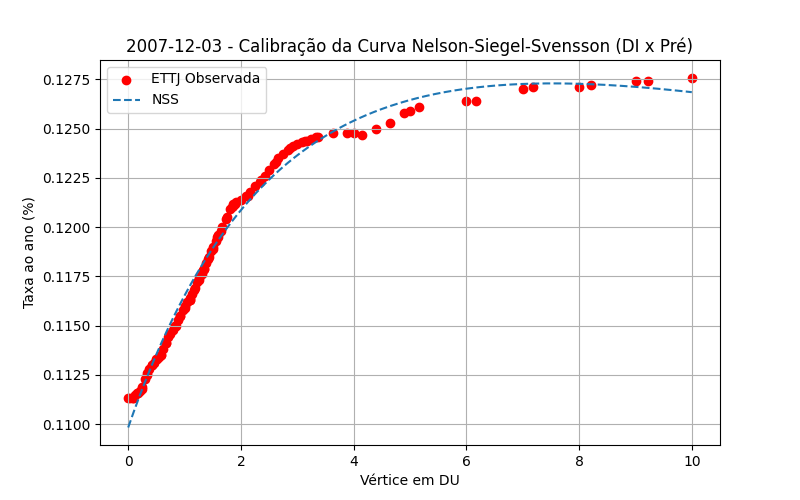 2007-12-03 - Calibração da Curva Nelson-Siegel-Svensson (DI x Pré)
ETTJ Observada
NSS
Taxa ao ano (%)
0.1275
0.1250
0.1225
0.1200
0.1175
0.1150
0.1125
0.1100
0 2 4 6 8 10
Vértice em DU